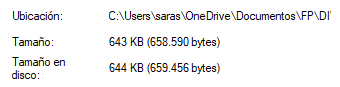 Ubicación: C:\Users\saras\OneDrive\Documentos\FP\DI\
Tamaño: 643 KB (658.590 bytes)
Tamaño en
disco: 644 KB (659.456 bytes)